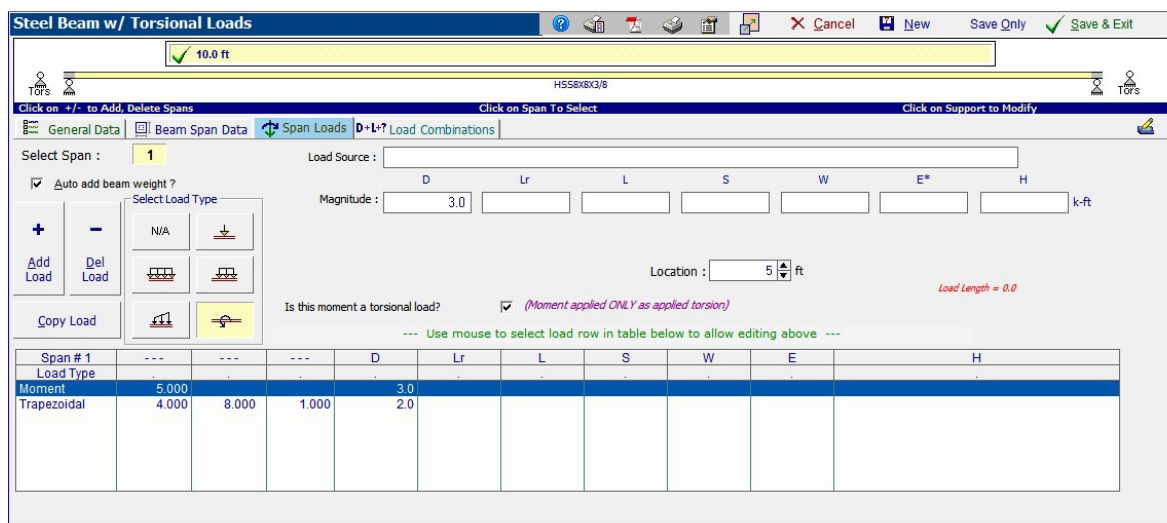 Steel Beam w/ Torsional Loads
Cancel New Save Only Save & Exit
10.0 ft
Tors HSS8X8X3/8 Tors
Click on +/- to Add, Delete Spans Click on Span To Select Click on Support to Modify
General Data Beam Span Data Span Loads D+L+? Load Combinations
Select Span : 1 Load Source :
Auto add beam weight ? D Lr L S W E* H
Select Load Type Magnitude : 3.0 k-ft
+ - N/A
Add Load Del Load
Location : 5 ft
Load Length = 0.0
Is this moment a torsional load? (Moment applied ONLY as applied torsion)
Copy Load
--- Use mouse to select load row in table below to allow editing above ---
Span # 1 - - - - - - - - - D Lr L S W E H
Load Type . . . . . . . . . .
Moment 5.000 3.0
Trapezoidal 4.000 8.000 1.000 2.0